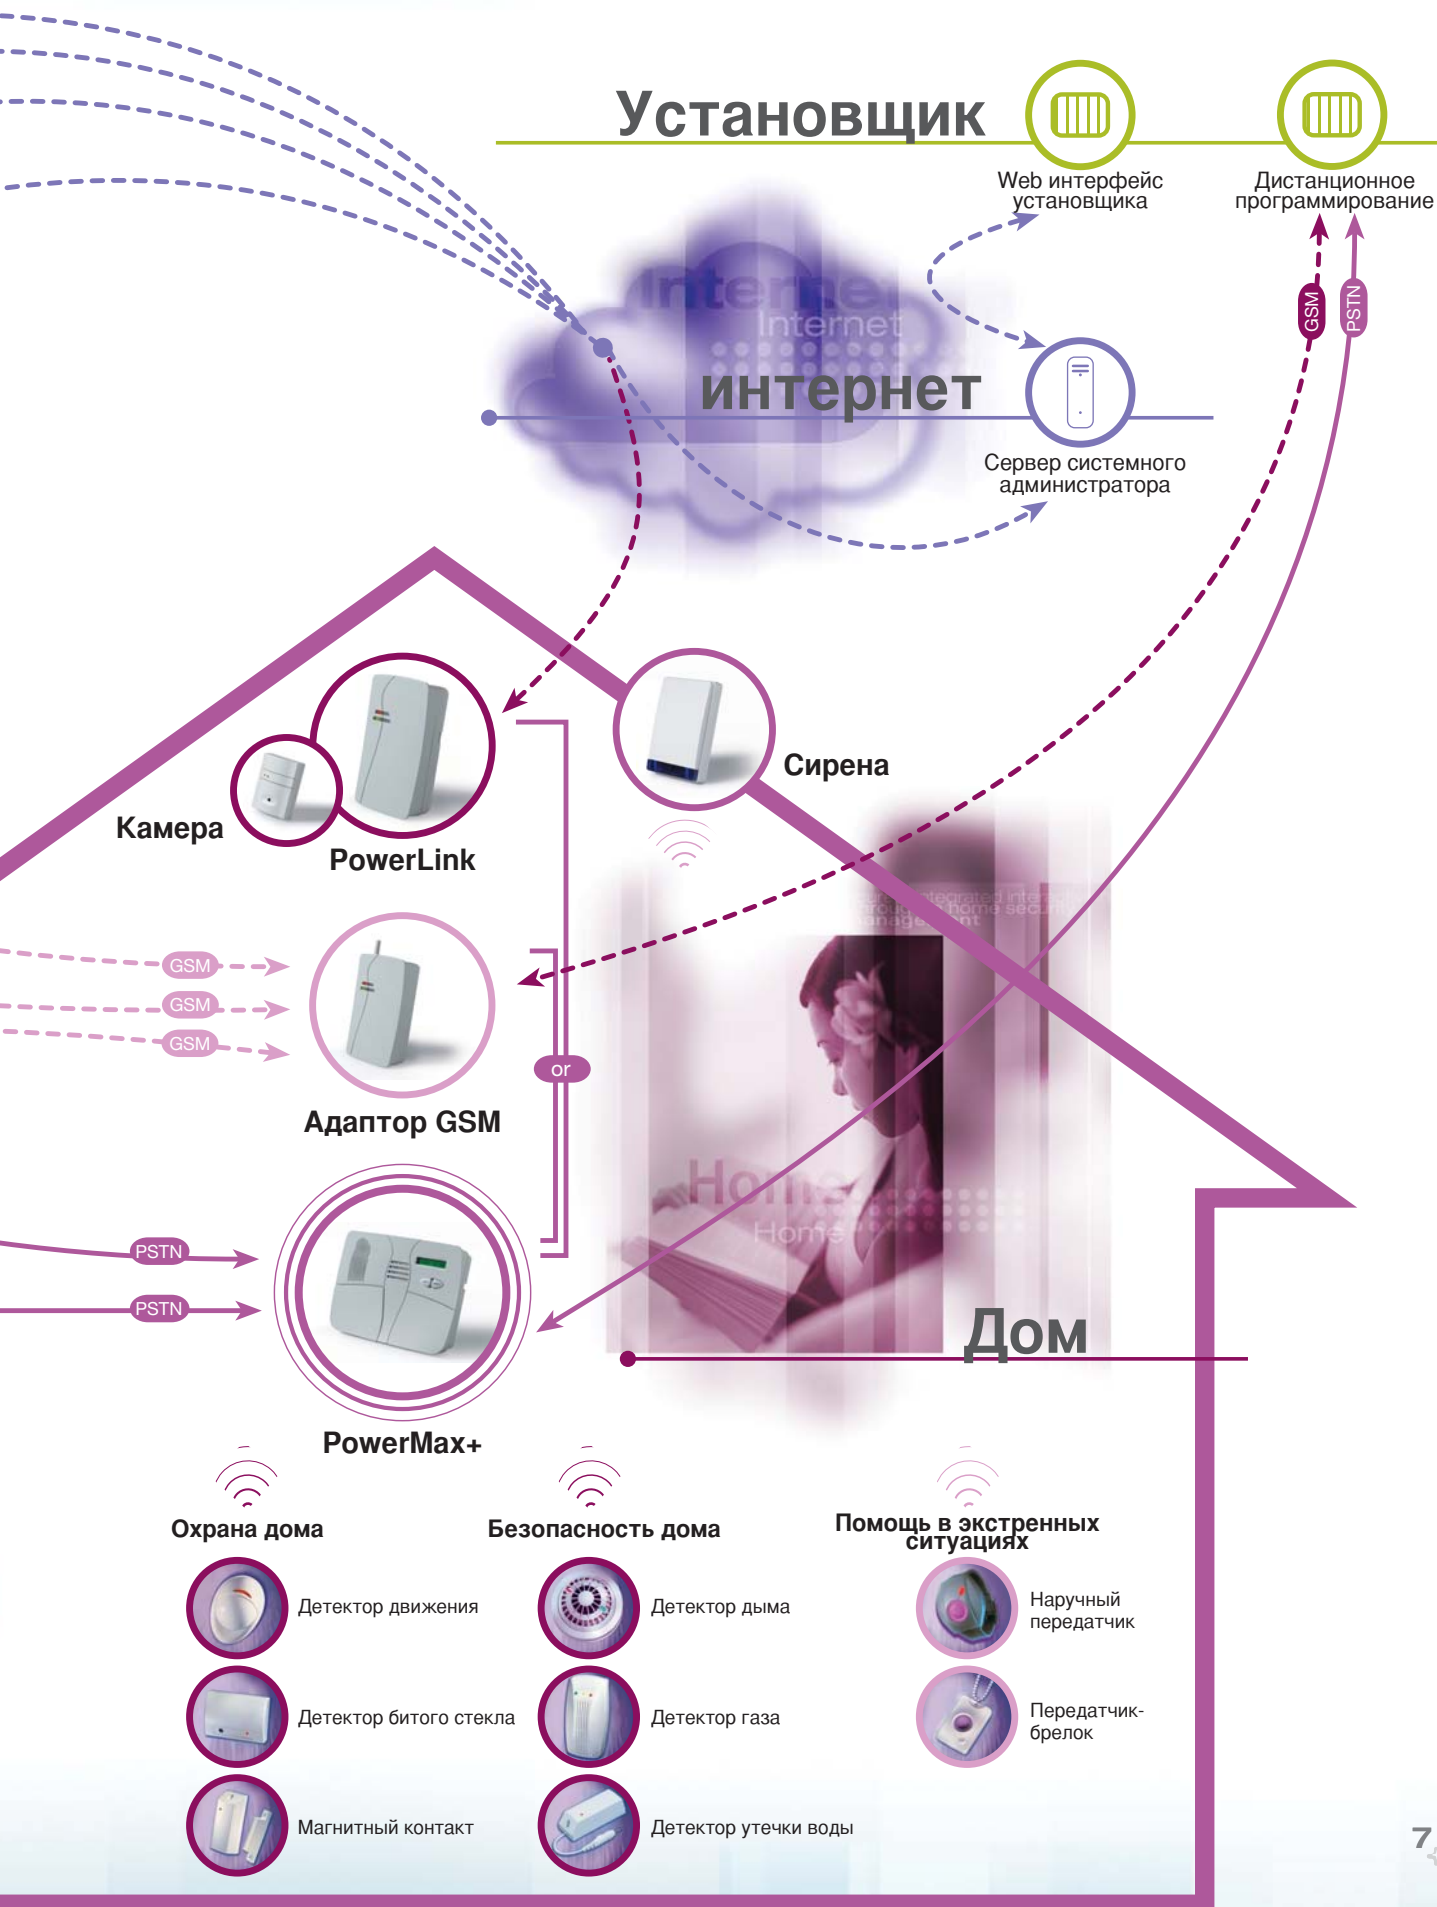 Установщик
Web интерфейс
установщика
Дистанционное
программирование
GSM
PSTN
Internet
Internet
интернет
Сервер системного
администратора
Сирена
Камера
PowerLink
GSM
GSM
GSM
or
Адаптор GSM
Home
Home
PSTN
PSTN
Дом
PowerMax+
Охрана дома
Детектор движения
Детектор битого стекла
Магнитный контакт
Безопасность дома
Детектор дыма
Детектор газа
Детектор утечки воды
Помощь в экстренных
ситуациях
Наручный
передатчик
Передатчик-
брелок
7